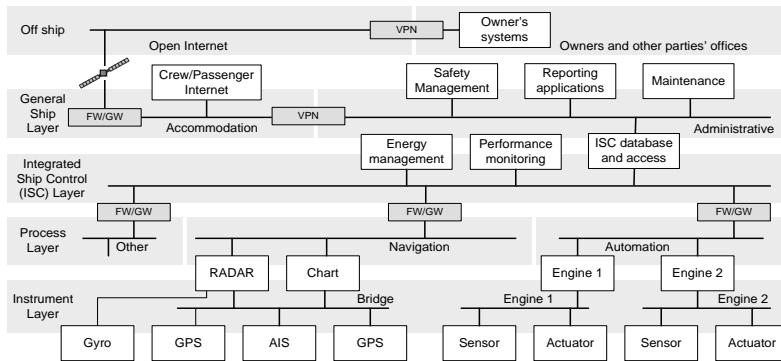 Off ship
Open Internet
VPN
Owner's
systems
Owners and other parties' offices
General
Ship
Layer
FW/GW
Crew/Passenger
Internet
Accommodation
VPN
Safety
Management
Reporting
applications
Maintenance
Administrative
Integrated
Ship Control
(ISC) Layer
Energy
management
Performance
monitoring
ISC database
and access
FW/GW
FW/GW
FW/GW
Process
Layer
Other
Navigation
Automation
RADAR
Chart
Engine 1
Engine 2
Instrument
Layer
Bridge
Engine 1
Engine 2
Gyro
GPS
AIS
GPS
Sensor
Actuator
Sensor
Actuator